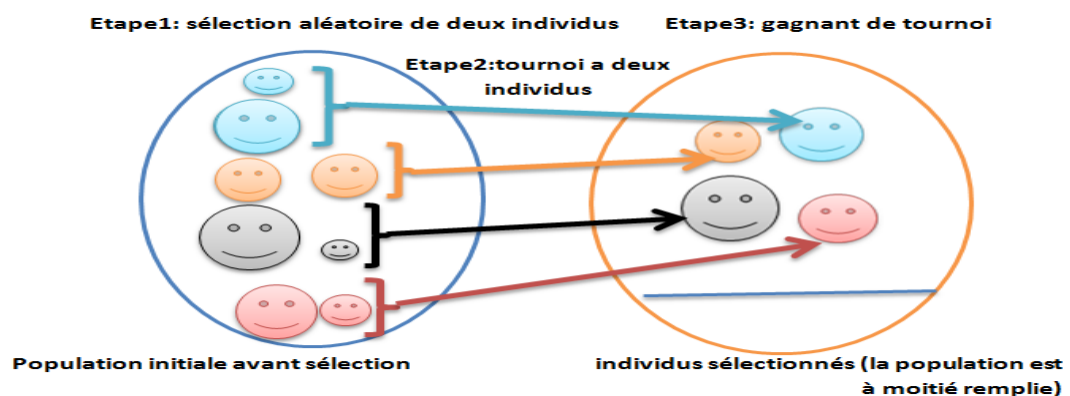 Etape1: sélection aléatoire de deux individus
Etape3: gagnant de tournoi
Etape2:tournoi a deux
individus
Population initiale avant sélection
individus sélectionnés (la population est
à moitié remplie)